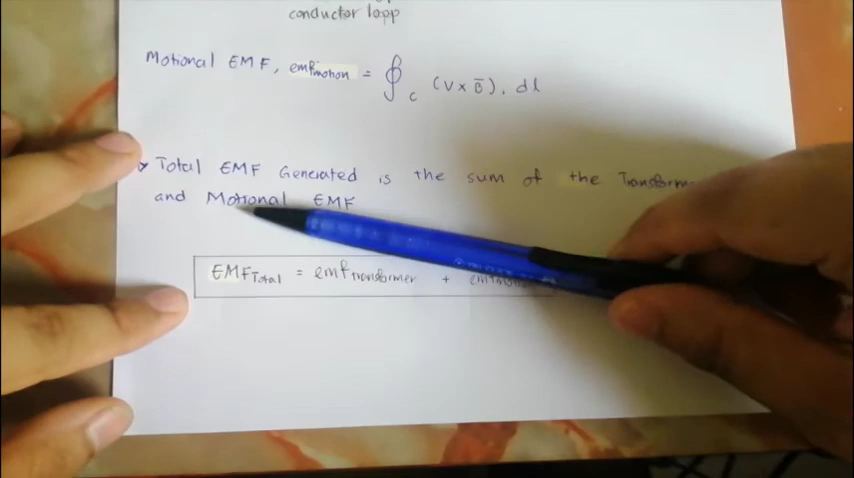 conductor loop
Motional EMF, emfmotion = ∮c (V × B̄). dl
* Total EMF Generated is the sum of the
and Motional EMF
EMFTotal = emftransformer +